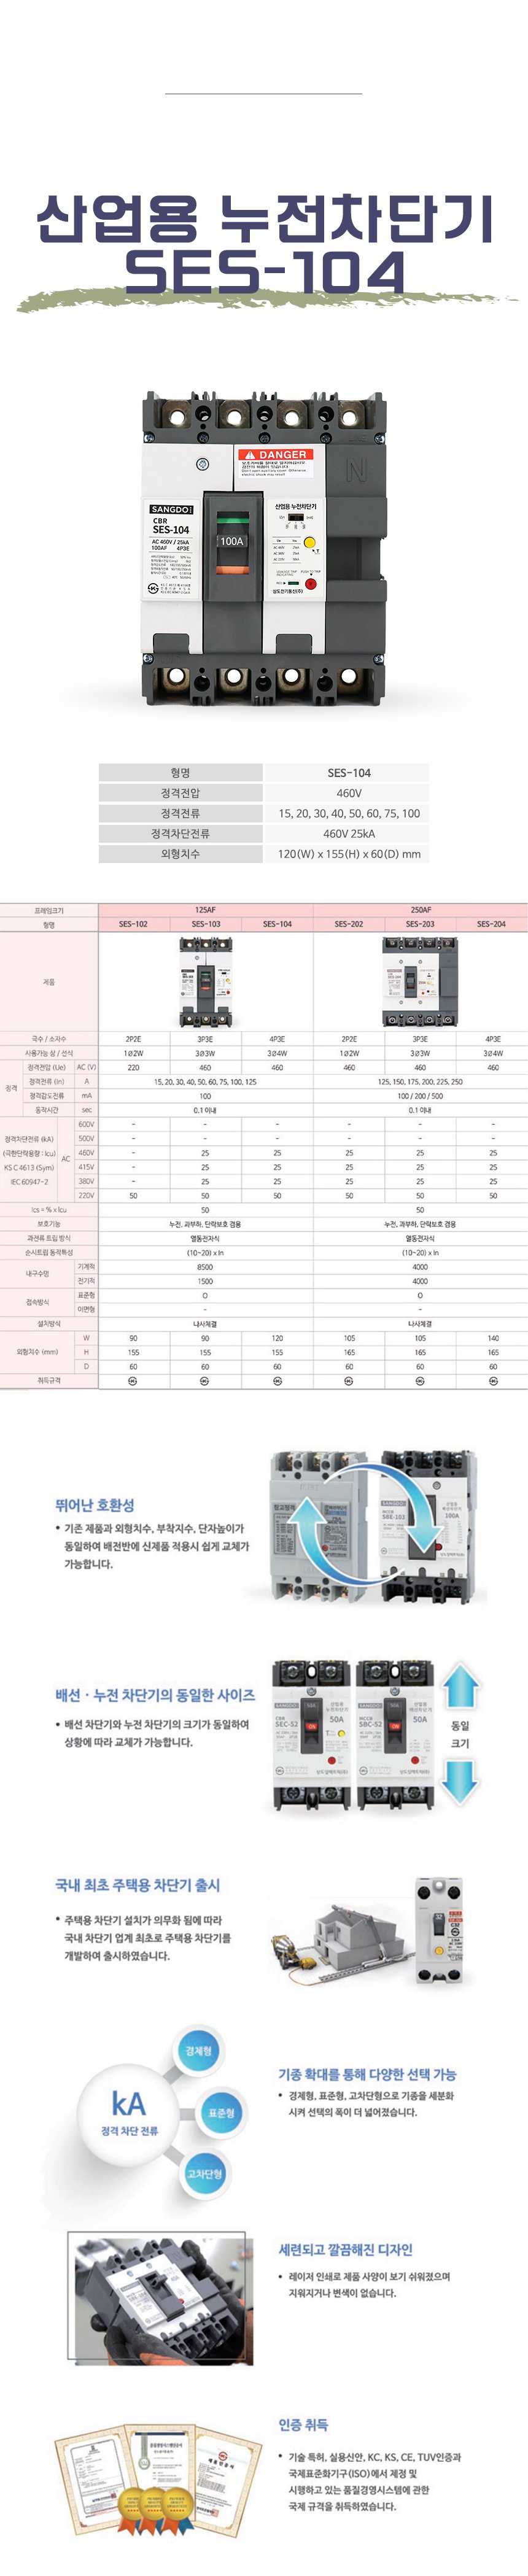 산업용 누전차단기
SES-104
DANGER
N
SANGDO
CBR
SES-104
AC 460V / 25kA
100AF 4P3E
100A
산업용 누전차단기
상도전기통신(주)
형명 SES-104
정격전압 460V
정격전류 15, 20, 30, 40, 50, 60, 75, 100
정격차단전류 460V 25kA
외형치수 120(W) x 155(H) x 60(D) mm
프레임크기 125AF 250AF
형명 SES-102 SES-103 SES-104 SES-202 SES-203 SES-204
제품
극수 / 소자수 2P2E 3P3E 4P3E 2P2E 3P3E 4P3E
사용가능 상 / 선식 1Ø2W 3Ø3W 3Ø4W 1Ø2W 3Ø3W 3Ø4W
정격 정격전압 (Ue) AC (V) 220 460 460 460 460 460
정격전류 (In) A 15, 20, 30, 40, 50, 60, 75, 100, 125 125, 150, 175, 200, 225, 250
정격감도전류 mA 100 100 / 200 / 500
동작시간 sec 0.1 이내 0.1 이내
정격차단전류 (kA) (극한단락용량 : Icu) KS C 4613 (Sym) IEC 60947-2 AC 600V - - - - - -
500V - - - - - -
460V - 25 25 25 25 25
415V - 25 25 25 25 25
380V - 25 25 25 25 25
220V 50 50 50 50 50 50
Ics = % x Icu 50 50
보호기능 누전, 과부하, 단락보호 겸용 누전, 과부하, 단락보호 겸용
과전류 트립 방식 열동전자식 열동전자식
순시트립 동작특성 (10~20) x In (10~20) x In
내구수명 기계적 8500 4000
전기적 1500 4000
접속방식 표준형 O O
이면형 - -
설치방식 나사체결 나사체결
외형치수 (mm) W 90 90 120 105 105 140
H 155 155 155 165 165 165
D 60 60 60 60 60 60
취득규격
뛰어난 호환성
• 기존 제품과 외형치수, 부착치수, 단자높이가
동일하여 배전반에 신제품 적용시 쉽게 교체가
가능합니다.
SANGDO
SBE-103
100A
배선 · 누전 차단기의 동일한 사이즈
• 배선 차단기와 누전 차단기의 크기가 동일하여
상황에 따라 교체가 가능합니다.
SEC-52
50A
SBC-52
50A
동일
크기
국내 최초 주택용 차단기 출시
• 주택용 차단기 설치가 의무화 됨에 따라
국내 차단기 업계 최초로 주택용 차단기를
개발하여 출시하였습니다.
kA
정격 차단 전류
경제형
표준형
고차단형
기종 확대를 통해 다양한 선택 가능
• 경제형, 표준형, 고차단형으로 기종을 세분화
시켜 선택의 폭이 더 넓어졌습니다.
세련되고 깔끔해진 디자인
• 레이저 인쇄로 제품 사양이 보기 쉬워졌으며
지워지거나 변색이 없습니다.
인증 취득
• 기술 특허, 실용신안, KC, KS, CE, TUV인증과
국제표준화기구(ISO)에서 제정 및
시행하고 있는 품질경영시스템에 관한
국제 규격을 취득하였습니다.